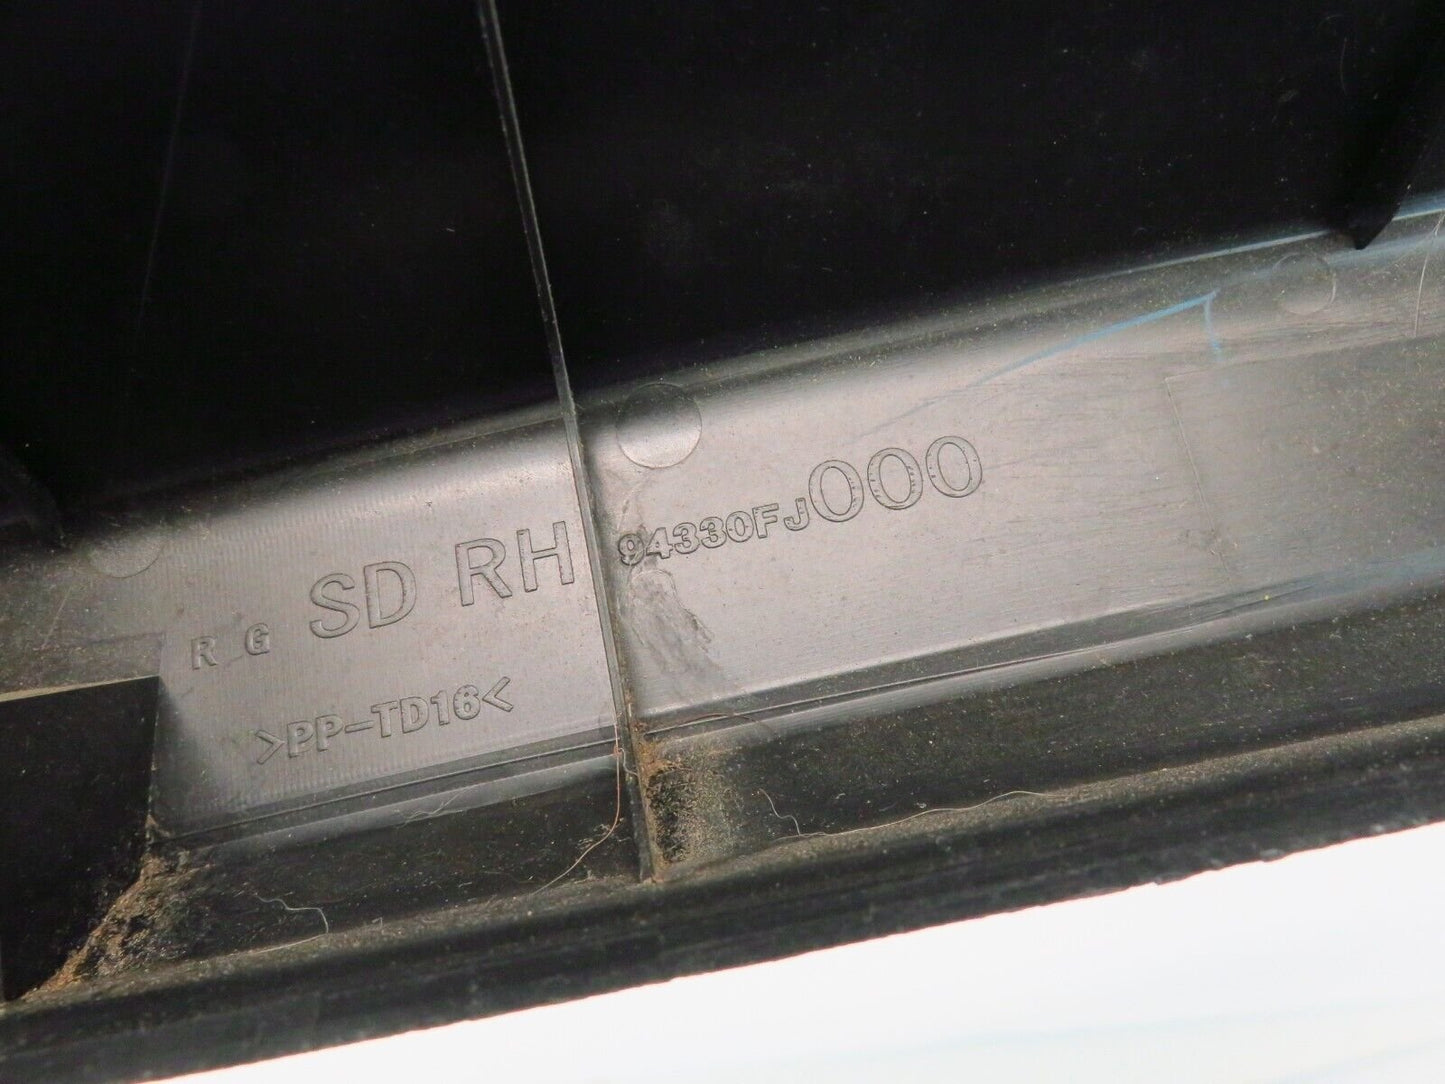 R G SD RH 94330FJ000
>PP-TD16<